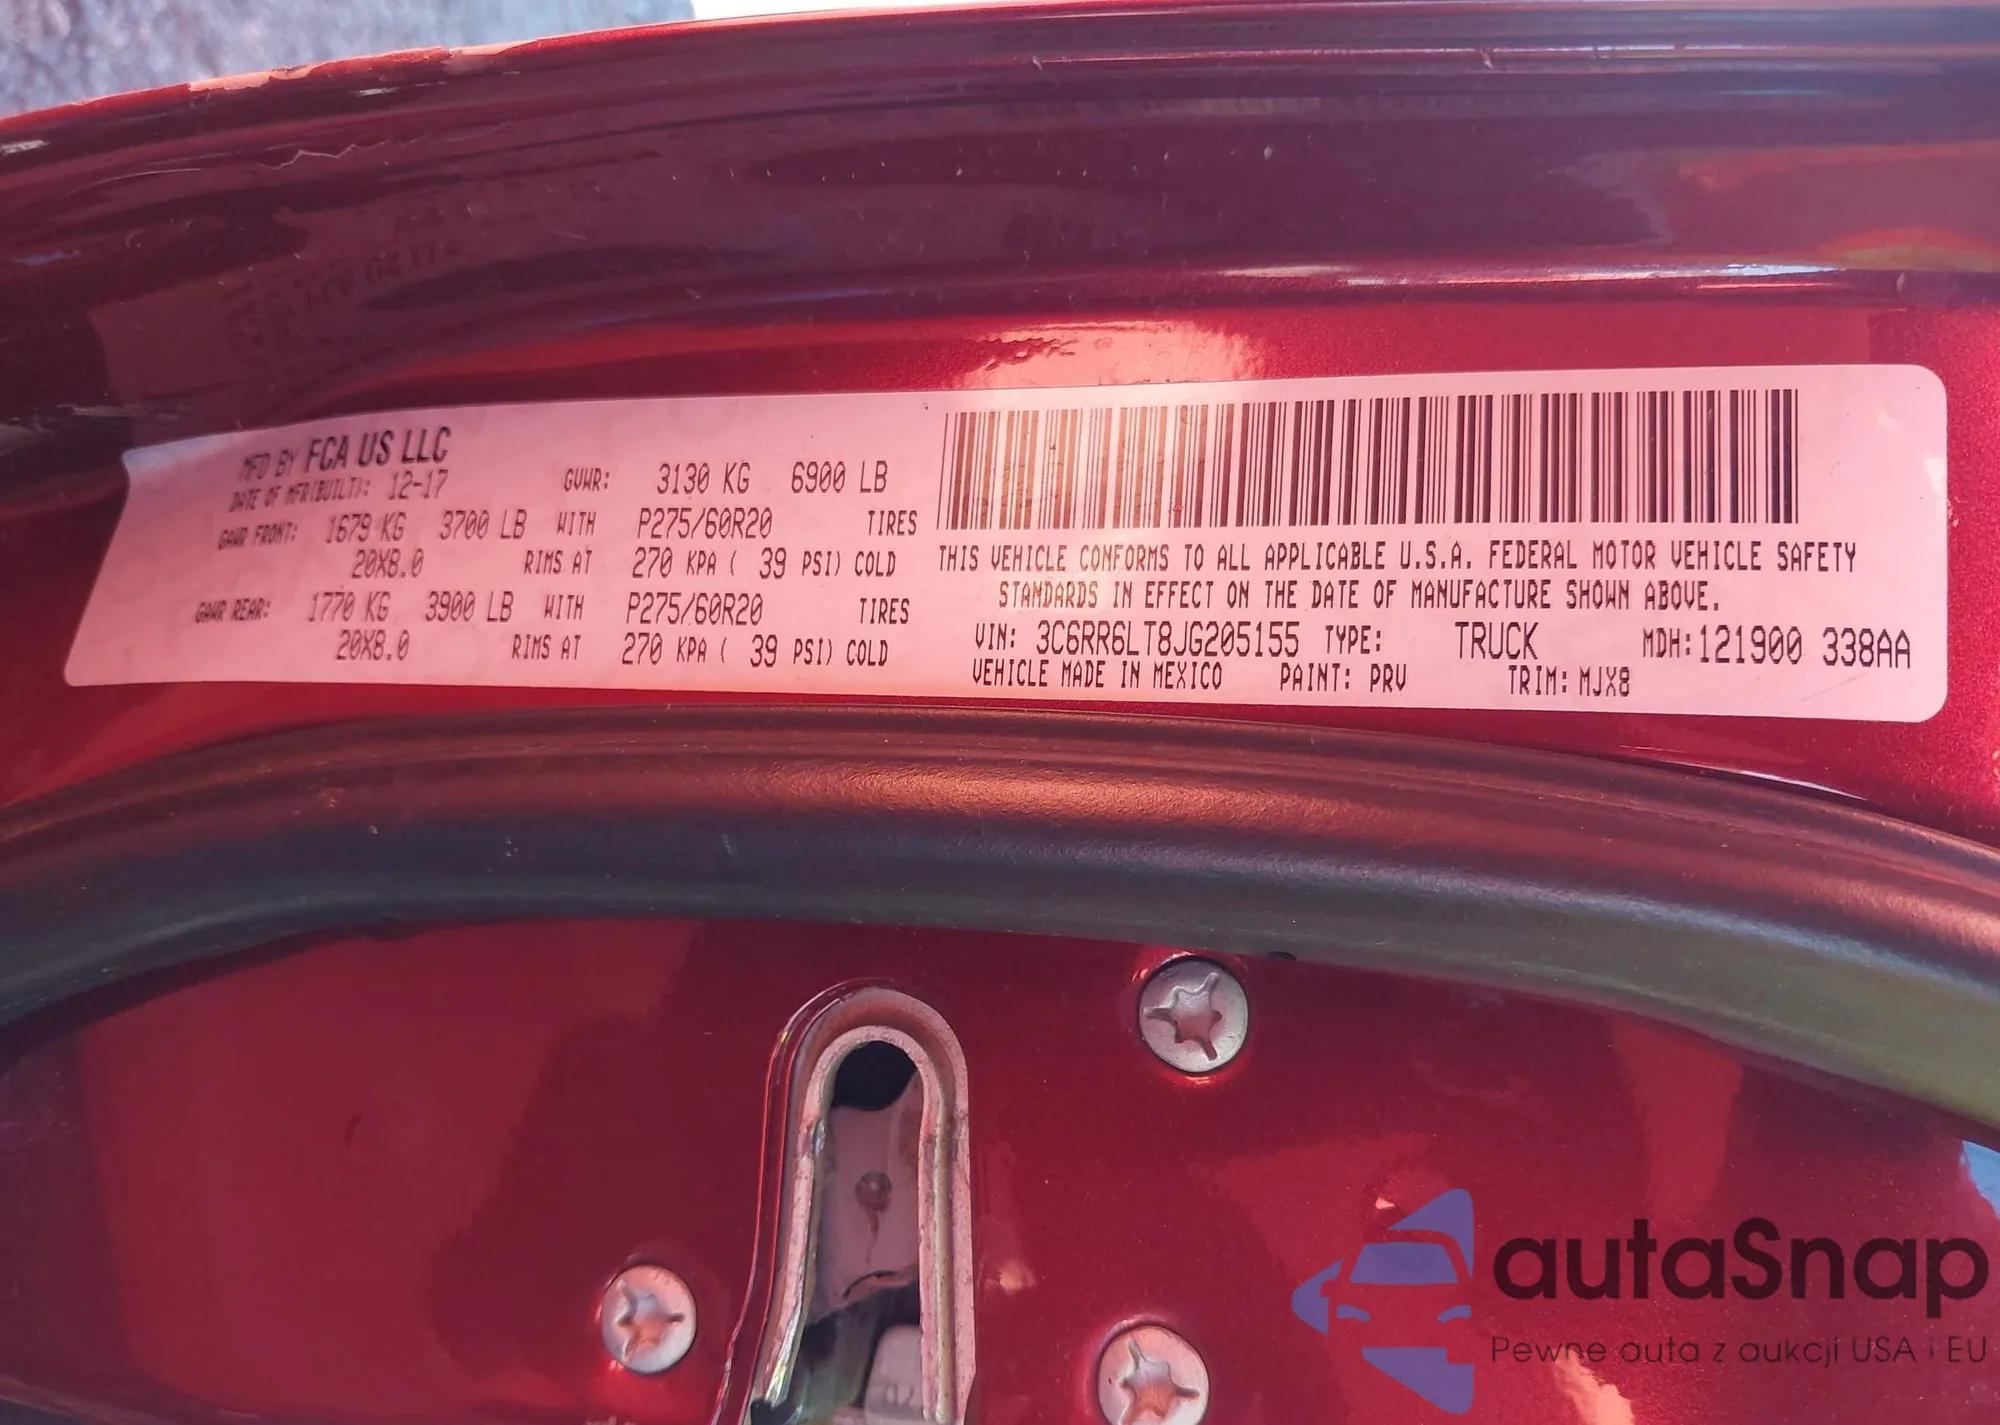 MFD BY FCA US LLC
DATE OF MFR(BUILT): 12-17 GVWR: 3130 KG 6900 LB
GAWR FRONT: 1679 KG 3700 LB WITH P275/60R20 TIRES
20X8.0 RIMS AT 270 KPA ( 39 PSI) COLD
GAWR REAR: 1770 KG 3900 LB WITH P275/60R20 TIRES
20X8.0 RIMS AT 270 KPA ( 39 PSI) COLD
THIS VEHICLE CONFORMS TO ALL APPLICABLE U.S.A. FEDERAL MOTOR VEHICLE SAFETY
STANDARDS IN EFFECT ON THE DATE OF MANUFACTURE SHOWN ABOVE.
VIN: 3C6RR6LT8JG205155 TYPE: TRUCK MDH:121900 338AA
VEHICLE MADE IN MEXICO PAINT: PRV TRIM: MJX8
autaSnap
Pewne auta z aukcji USA i EU